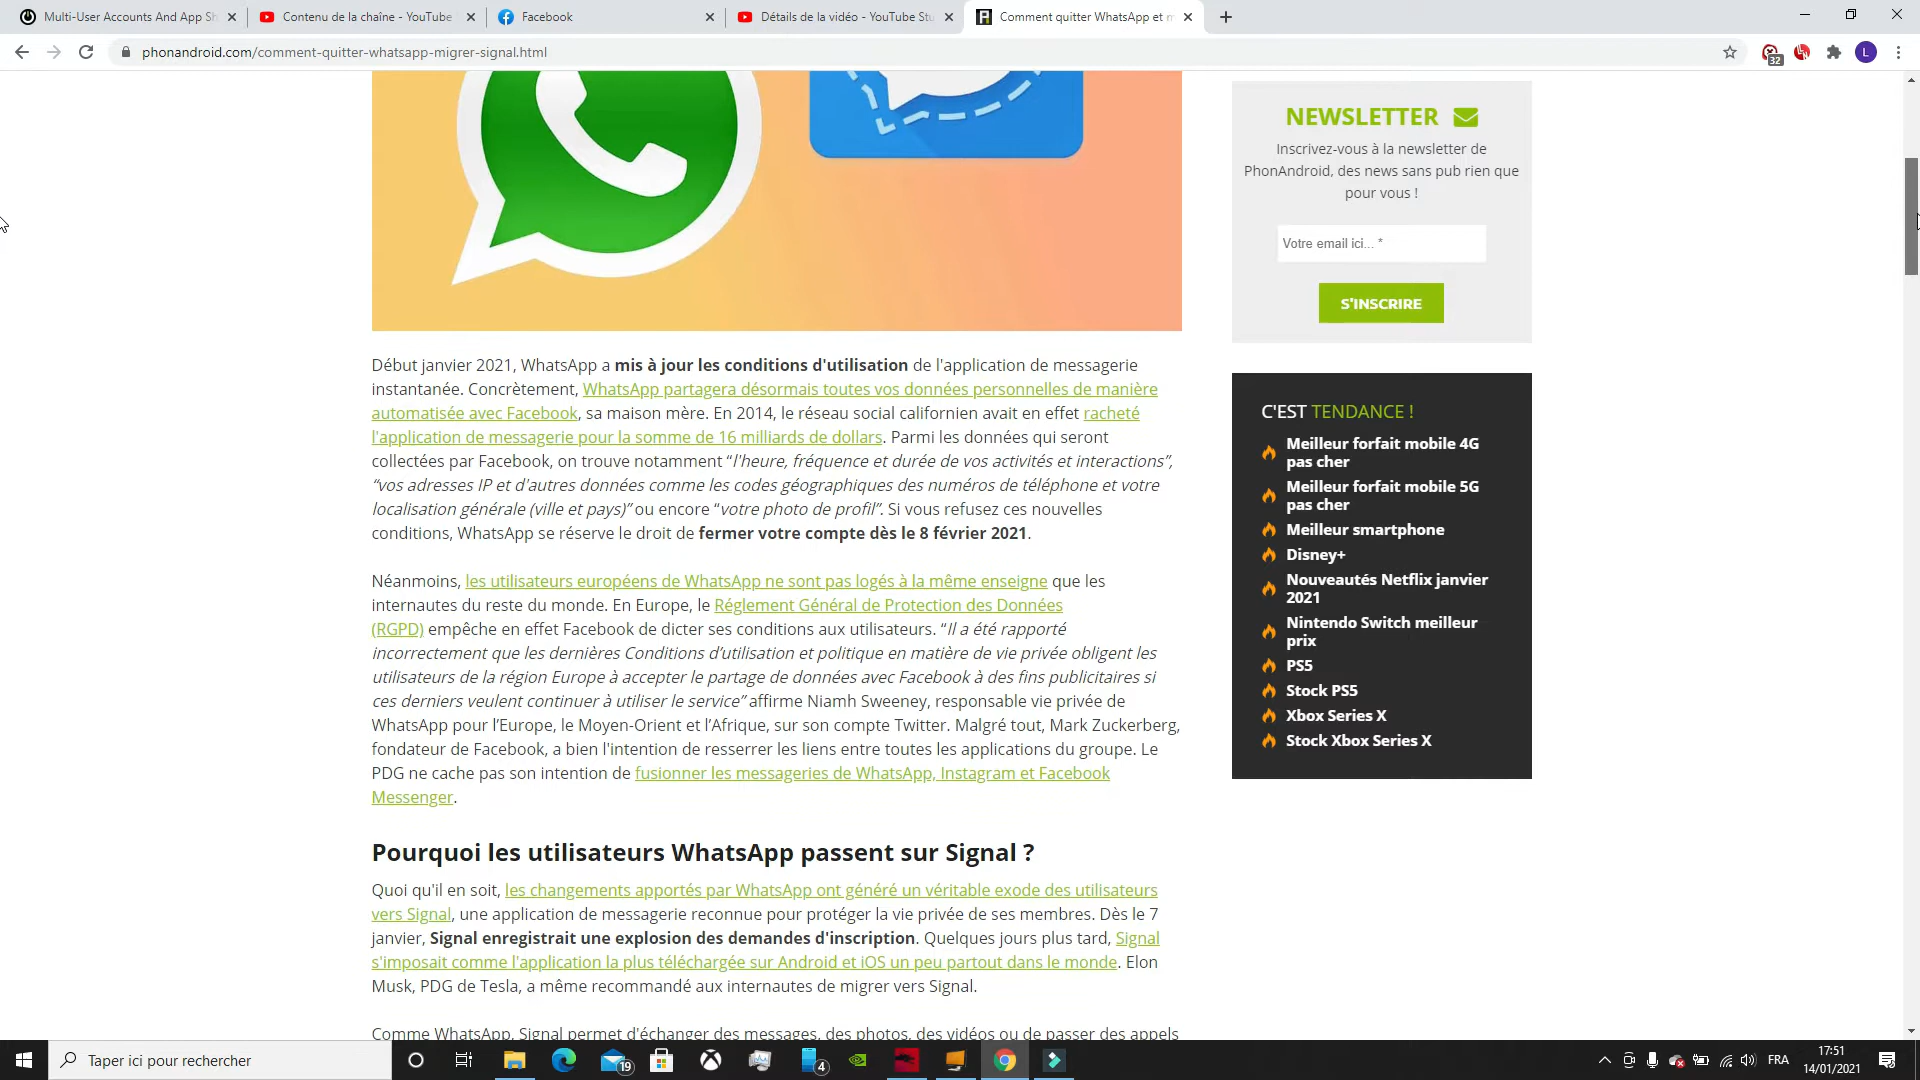 Multi-User Accounts And App Sh
Contenu de la chaîne - YouTube
Facebook
Détails de la vidéo - YouTube Stu
Comment quitter WhatsApp et m
phonandroid.com/comment-quitter-whatsapp-migrer-signal.html
32
L
NEWSLETTER
Inscrivez-vous à la newsletter de
PhonAndroid, des news sans pub rien que
pour vous !
Votre email ici... *
S'INSCRIRE
Début janvier 2021, WhatsApp a mis à jour les conditions d'utilisation de l'application de messagerie
instantanée. Concrètement, WhatsApp partagera désormais toutes vos données personnelles de manière
automatisée avec Facebook, sa maison mère. En 2014, le réseau social californien avait en effet racheté
l'application de messagerie pour la somme de 16 milliards de dollars. Parmi les données qui seront
collectées par Facebook, on trouve notamment “l'heure, fréquence et durée de vos activités et interactions”,
“vos adresses IP et d'autres données comme les codes géographiques des numéros de téléphone et votre
localisation générale (ville et pays)” ou encore “votre photo de profil”. Si vous refusez ces nouvelles
conditions, WhatsApp se réserve le droit de fermer votre compte dès le 8 février 2021.
Néanmoins, les utilisateurs européens de WhatsApp ne sont pas logés à la même enseigne que les
internautes du reste du monde. En Europe, le Réglement Général de Protection des Données
(RGPD) empêche en effet Facebook de dicter ses conditions aux utilisateurs. “Il a été rapporté
incorrectement que les dernières Conditions d’utilisation et politique en matière de vie privée obligent les
utilisateurs de la région Europe à accepter le partage de données avec Facebook à des fins publicitaires si
ces derniers veulent continuer à utiliser le service” affirme Niamh Sweeney, responsable vie privée de
WhatsApp pour l’Europe, le Moyen-Orient et l’Afrique, sur son compte Twitter. Malgré tout, Mark Zuckerberg,
fondateur de Facebook, a bien l'intention de resserrer les liens entre toutes les applications du groupe. Le
PDG ne cache pas son intention de fusionner les messageries de WhatsApp, Instagram et Facebook
Messenger.
Pourquoi les utilisateurs WhatsApp passent sur Signal ?
Quoi qu'il en soit, les changements apportés par WhatsApp ont généré un véritable exode des utilisateurs
vers Signal, une application de messagerie reconnue pour protéger la vie privée de ses membres. Dès le 7
janvier, Signal enregistrait une explosion des demandes d'inscription. Quelques jours plus tard, Signal
s'imposait comme l'application la plus téléchargée sur Android et iOS un peu partout dans le monde. Elon
Musk, PDG de Tesla, a même recommandé aux internautes de migrer vers Signal.
Comme WhatsApp, Signal permet d'échanger des messages, des photos, des vidéos ou de passer des appels
C'EST TENDANCE !
Meilleur forfait mobile 4G
pas cher
Meilleur forfait mobile 5G
pas cher
Meilleur smartphone
Disney+
Nouveautés Netflix janvier
2021
Nintendo Switch meilleur
prix
PS5
Stock PS5
Xbox Series X
Stock Xbox Series X
Taper ici pour rechercher
19
4
FRA
17:51
14/01/2021